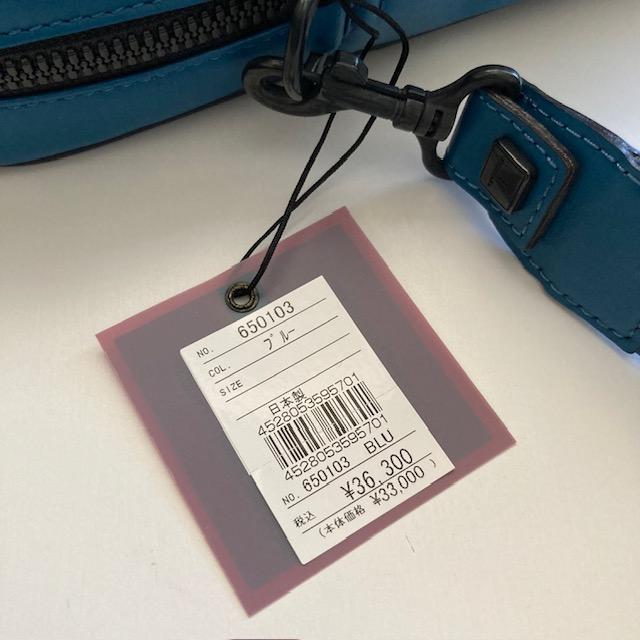 NO. 650103
COL. ブルー
SIZE
日本製
4528053595701
4528053595701
NO. 650103 BLU
税込 ¥36,300
(本体価格 ¥33,000)